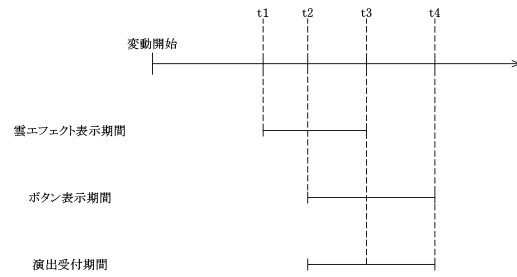 t1 t2 t3 t4
変動開始
雲エフェクト表示期間
ボタン表示期間
演出受付期間